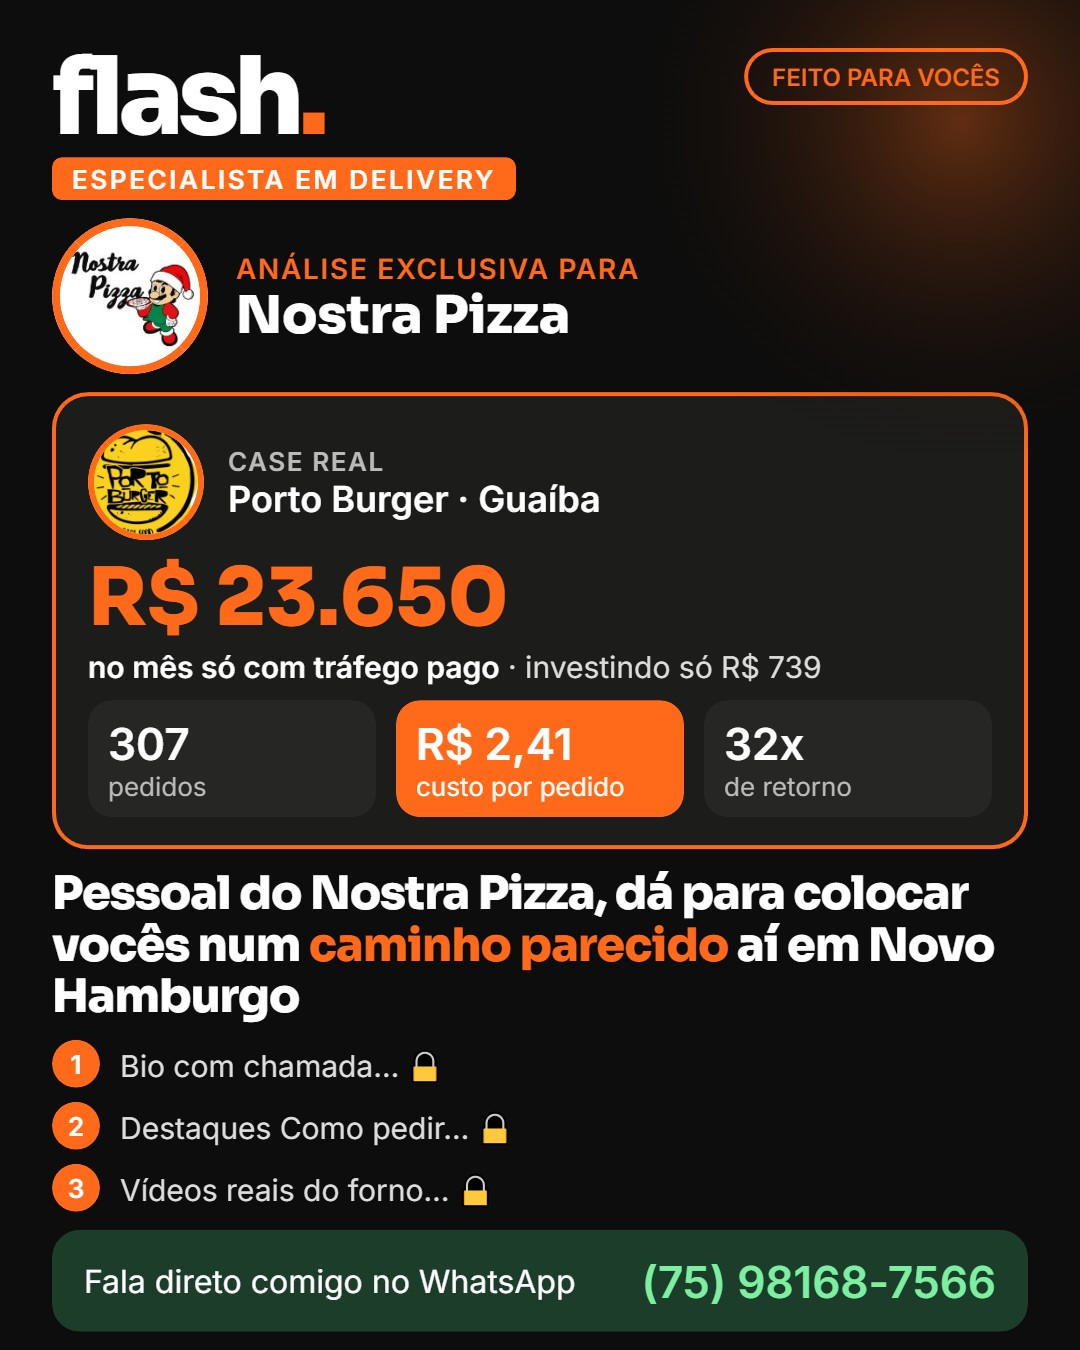 flash.
FEITO PARA VOCÊS
ESPECIALISTA EM DELIVERY
Nostra
Pizza
ANÁLISE EXCLUSIVA PARA
Nostra Pizza
PORTO
BURGER
CASE REAL
Porto Burger · Guaíba
R$ 23.650
no mês só com tráfego pago · investindo só R$ 739
307
pedidos
R$ 2,41
custo por pedido
32x
de retorno
Pessoal do Nostra Pizza, dá para colocar
vocês num caminho parecido aí em Novo
Hamburgo
1 Bio com chamada... 🔒
2 Destaques Como pedir... 🔒
3 Vídeos reais do forno... 🔒
Fala direto comigo no WhatsApp (75) 98168-7566